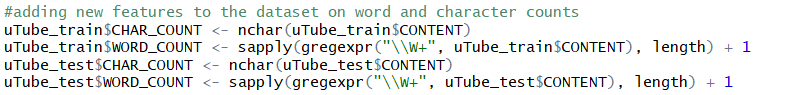 #adding new features to the dataset on word and character counts
uTube_train$CHAR_COUNT <- nchar(uTube_train$CONTENT)
uTube_train$WORD_COUNT <- sapply(gregexpr("\\W+", uTube_train$CONTENT), length) + 1
uTube_test$CHAR_COUNT <- nchar(uTube_test$CONTENT)
uTube_test$WORD_COUNT <- sapply(gregexpr("\\W+", uTube_test$CONTENT), length) + 1